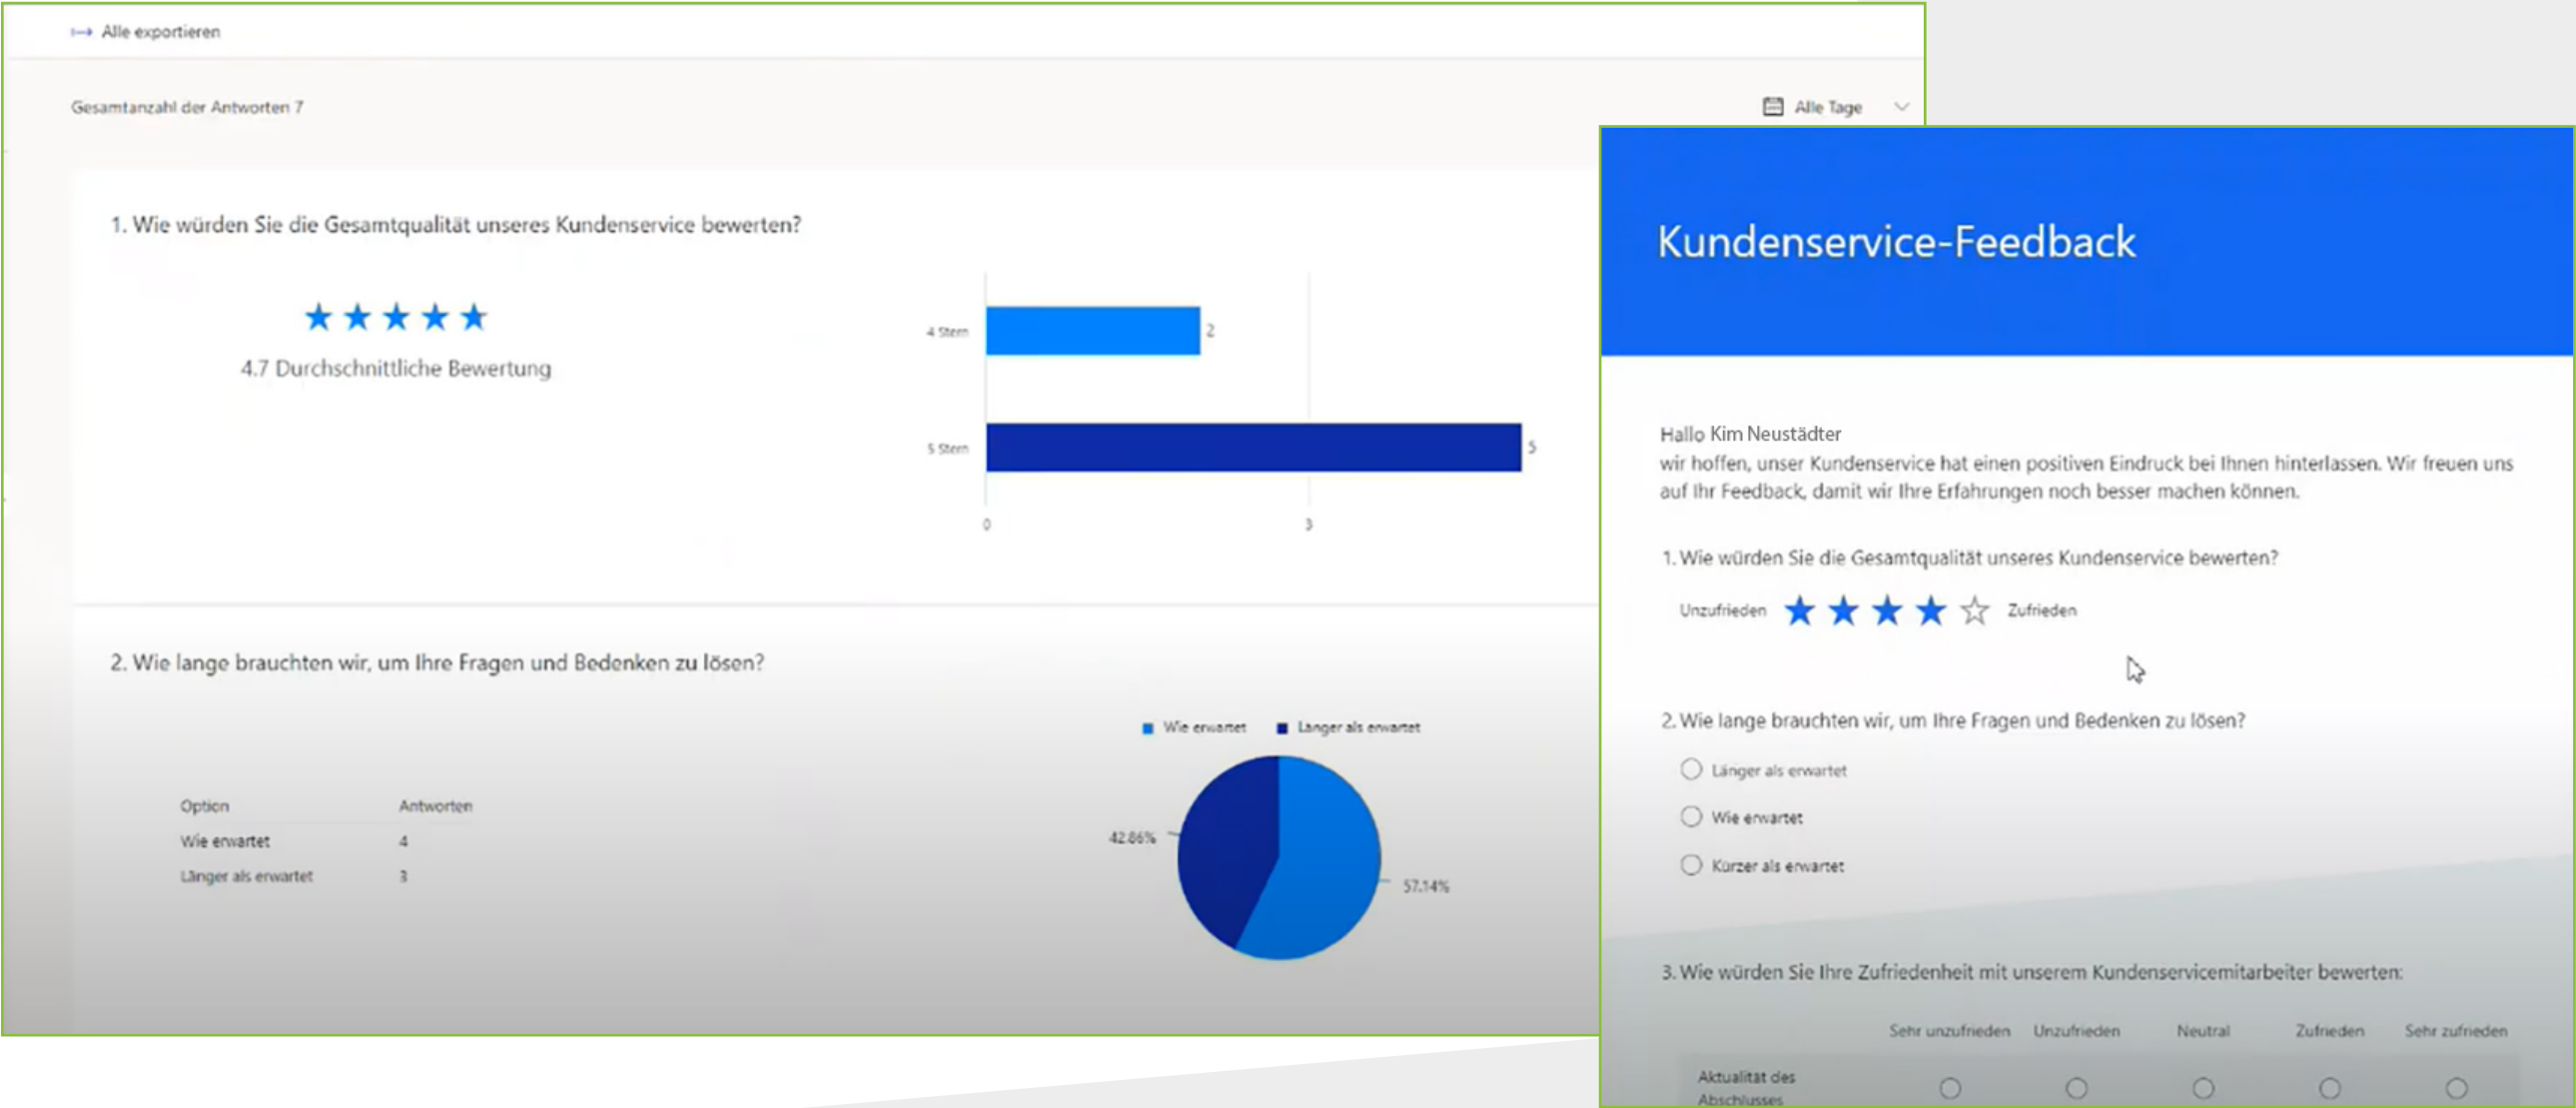 Alle exportieren
Gesamtanzahl der Antworten 7
Alle Tage
1. Wie würden Sie die Gesamtqualität unseres Kundenservice bewerten?
4.7 Durchschnittliche Bewertung
4 Stern
2
5 Stern
5
0
3
2. Wie lange brauchten wir, um Ihre Fragen und Bedenken zu lösen?
Wie erwartet
Länger als erwartet
Option Antworten
Wie erwartet 4
Länger als erwartet 3
42.86%
57.14%
Kundenservice-Feedback
Hallo Kim Neustädter
wir hoffen, unser Kundenservice hat einen positiven Eindruck bei Ihnen hinterlassen. Wir freuen uns
auf Ihr Feedback, damit wir Ihre Erfahrungen noch besser machen können.
1. Wie würden Sie die Gesamtqualität unseres Kundenservice bewerten?
Unzufrieden Zufrieden
2. Wie lange brauchten wir, um Ihre Fragen und Bedenken zu lösen?
Länger als erwartet
Wie erwartet
Kürzer als erwartet
3. Wie würden Sie Ihre Zufriedenheit mit unserem Kundenservicemitarbeiter bewerten:
Sehr unzufrieden Unzufrieden Neutral Zufrieden Sehr zufrieden
Aktualität des
Abschlusses